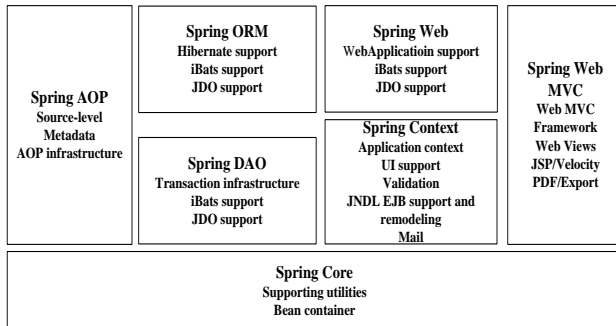 Spring AOP
Source-level
Metadata
AOP infrastructure
Spring ORM
Hibernate support
iBats support
JDO support
Spring DAO
Transaction infrastructure
iBats support
JDO support
Spring Web
WebApplicatioin support
iBats support
JDO support
Spring Context
Application context
UI support
Validation
JNDL EJB support and
remodeling
Mail
Spring Web
MVC
Web MVC
Framework
Web Views
JSP/Velocity
PDF/Export
Spring Core
Supporting utilities
Bean container